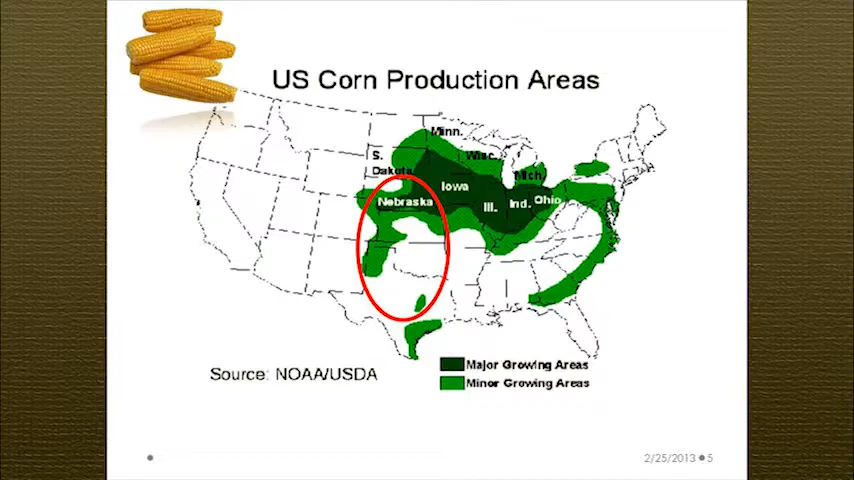 US Corn Production Areas
Minn.
S.
Dakota
Wisc.
Mich.
Iowa
Nebraska
Ill.
Ind.
Ohio
Source: NOAA/USDA
Major Growing Areas
Minor Growing Areas
2/25/2013
5